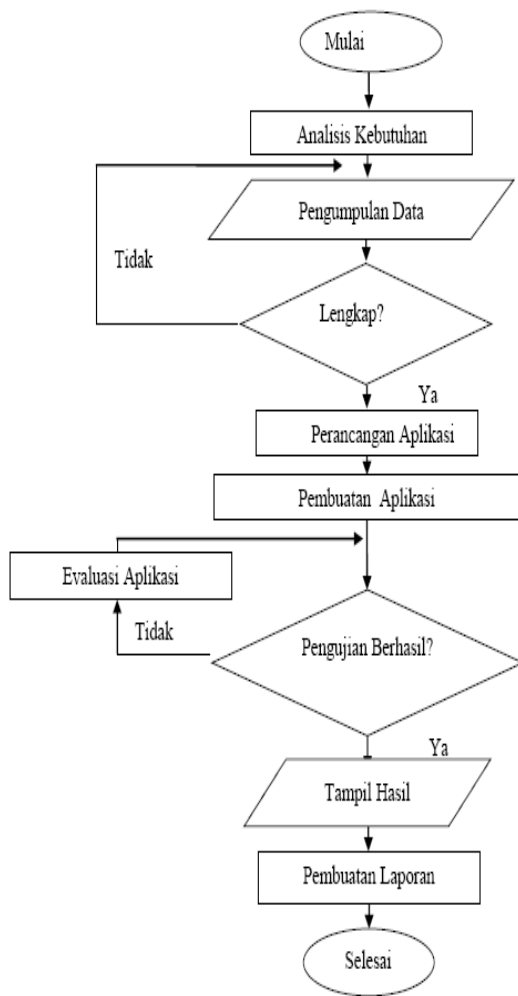 Mulai
Analisis Kebutuhan
Pengumpulan Data
Tidak
Lengkap?
Ya
Perancangan Aplikasi
Pembuatan Aplikasi
Evaluasi Aplikasi
Tidak
Pengujian Berhasil?
Ya
Tampil Hasil
Pembuatan Laporan
Selesai